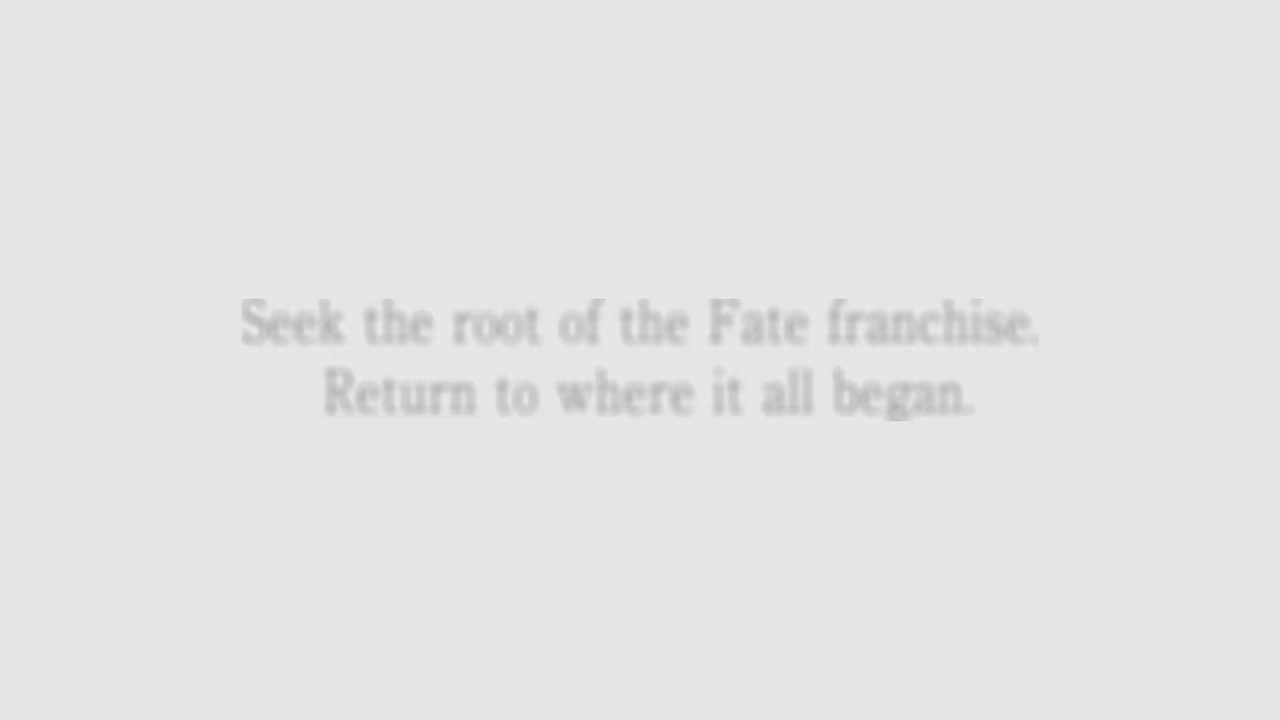 Seek the root of the Fate franchise.
Return to where it all began.